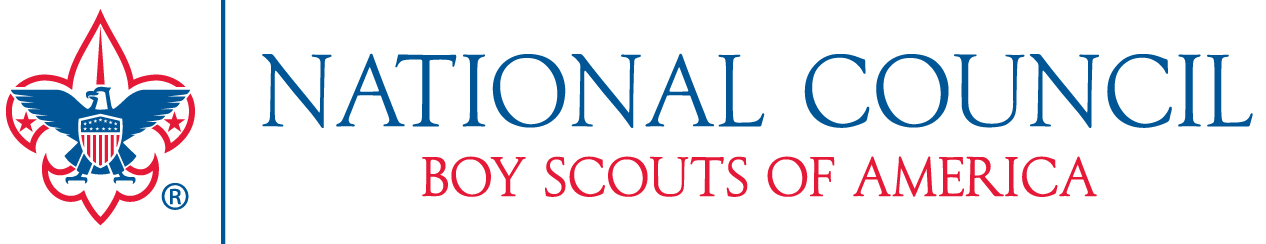 NATIONAL COUNCIL
BOY SCOUTS OF AMERICA
®